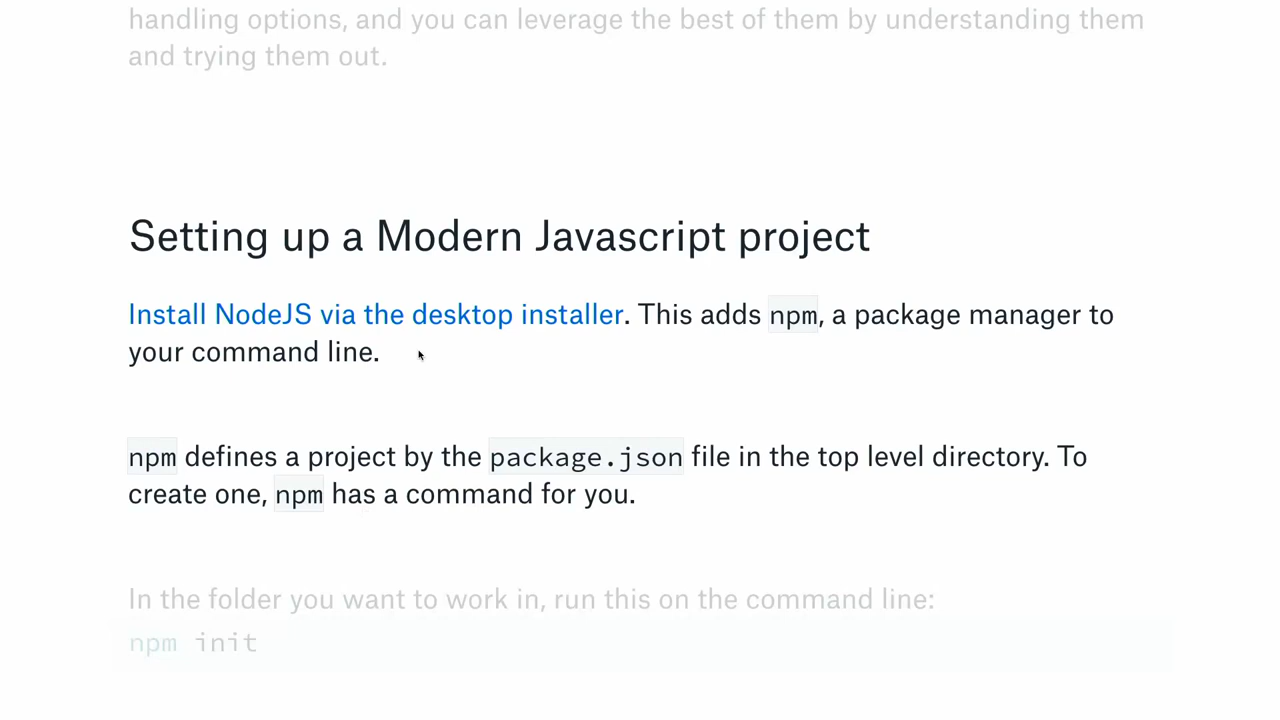 handling options, and you can leverage the best of them by understanding them
and trying them out.
Setting up a Modern Javascript project
Install NodeJS via the desktop installer. This adds npm, a package manager to
your command line.
npm defines a project by the package.json file in the top level directory. To
create one, npm has a command for you.
In the folder you want to work in, run this on the command line:
npm init